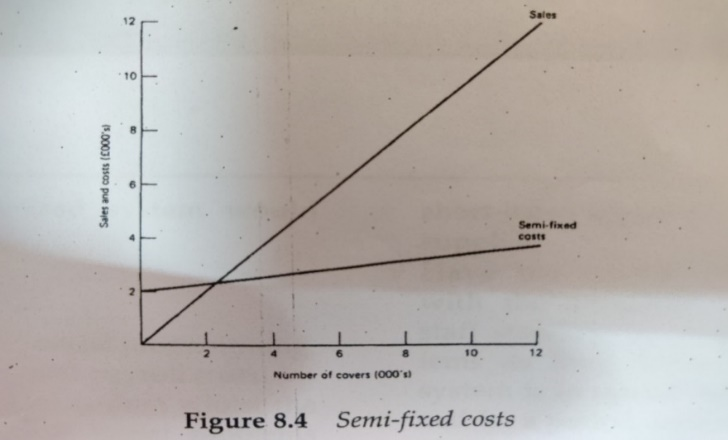 Sales
12
10
8
6
4
2
Sales and costs (£000's)
Semi-fixed
costs
2 4 6 8 10 12
Number of covers (000's)
Figure 8.4 Semi-fixed costs